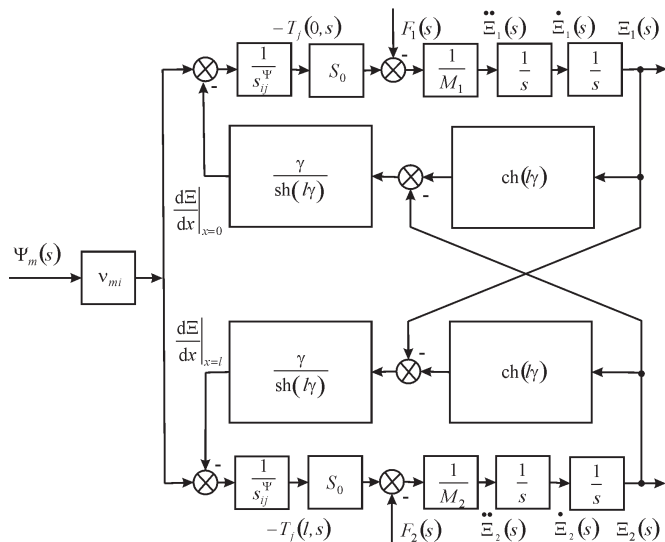 −T_j(0,s) F_1(s) Ξ̈_1(s) Ξ̇_1(s) Ξ_1(s)
1/s_ij^Ψ S_0 1/M_1 1/s 1/s
- -
γ/sh(lγ) ch(lγ)
-
dΞ/dx|_{x=0}
Ψ_m(s) ν_mi
dΞ/dx|_{x=l}
-
γ/sh(lγ) ch(lγ)
-
1/s_ij^Ψ S_0 1/M_2 1/s 1/s
-
−T_j(l,s) F_2(s) Ξ̈_2(s) Ξ̇_2(s) Ξ_2(s)